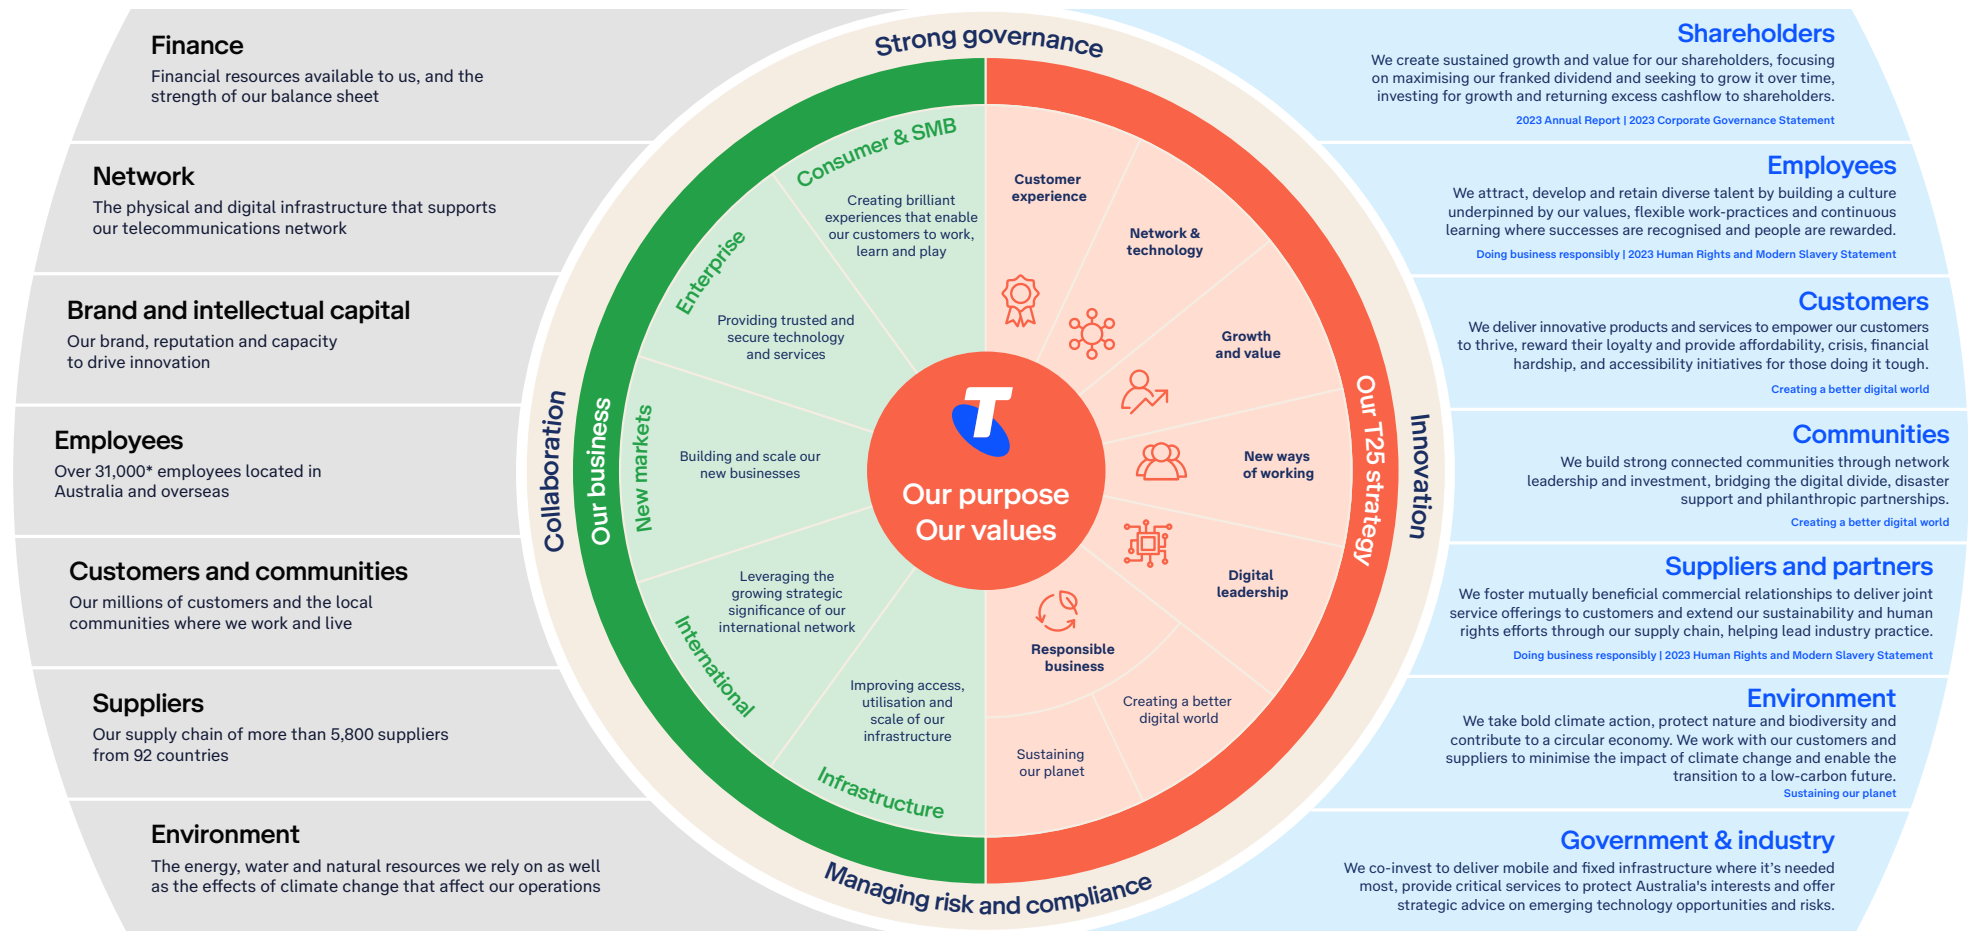 Finance
Financial resources available to us, and the
strength of our balance sheet
Network
The physical and digital infrastructure that supports
our telecommunications network
Brand and intellectual capital
Our brand, reputation and capacity
to drive innovation
Employees
Over 31,000* employees located in
Australia and overseas
Customers and communities
Our millions of customers and the local
communities where we work and live
Suppliers
Our supply chain of more than 5,800 suppliers
from 92 countries
Environment
The energy, water and natural resources we rely on as well
as the effects of climate change that affect our operations
Strong governance
Collaboration
Innovation
Managing risk and compliance
Our business
Consumer & SMB
Creating brilliant
experiences that enable
our customers to work,
learn and play
Enterprise
Providing trusted and
secure technology
and services
New markets
Building and scale our
new businesses
International
Leveraging the
growing strategic
significance of our
international network
Infrastructure
Improving access,
utilisation and
scale of our
infrastructure
T
Our purpose
Our values
Our T25 strategy
Customer
experience
Network &
technology
Growth
and value
New ways
of working
Digital
leadership
Responsible
business
Creating a better
digital world
Sustaining
our planet
Shareholders
We create sustained growth and value for our shareholders, focusing
on maximising our franked dividend and seeking to grow it over time,
investing for growth and returning excess cashflow to shareholders.
2023 Annual Report | 2023 Corporate Governance Statement
Employees
We attract, develop and retain diverse talent by building a culture
underpinned by our values, flexible work-practices and continuous
learning where successes are recognised and people are rewarded.
Doing business responsibly | 2023 Human Rights and Modern Slavery Statement
Customers
We deliver innovative products and services to empower our customers
to thrive, reward their loyalty and provide affordability, crisis, financial
hardship, and accessibility initiatives for those doing it tough.
Creating a better digital world
Communities
We build strong connected communities through network
leadership and investment, bridging the digital divide, disaster
support and philanthropic partnerships.
Creating a better digital world
Suppliers and partners
We foster mutually beneficial commercial relationships to deliver joint
service offerings to customers and extend our sustainability and human
rights efforts through our supply chain, helping lead industry practice.
Doing business responsibly | 2023 Human Rights and Modern Slavery Statement
Environment
We take bold climate action, protect nature and biodiversity and
contribute to a circular economy. We work with our customers and
suppliers to minimise the impact of climate change and enable the
transition to a low-carbon future.
Sustaining our planet
Government & industry
We co-invest to deliver mobile and fixed infrastructure where it's needed
most, provide critical services to protect Australia's interests and offer
strategic advice on emerging technology opportunities and risks.